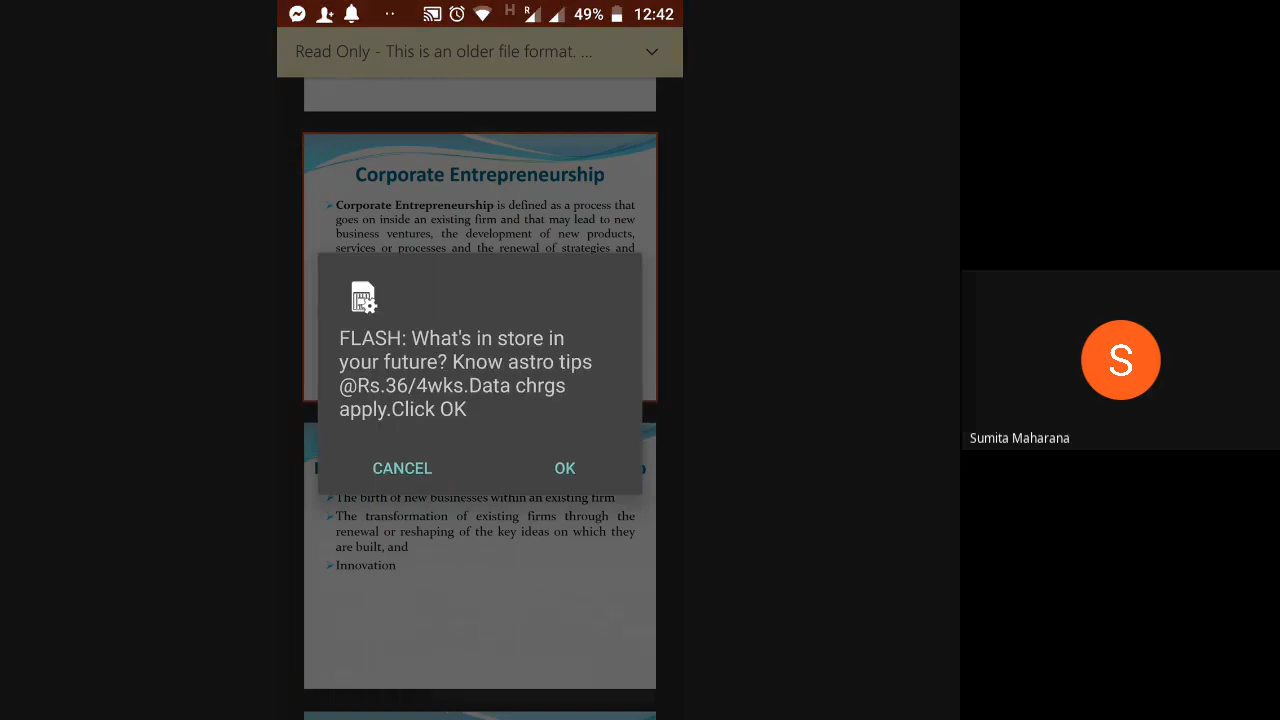 H R 49% 12:42
Read Only - This is an older file format. ...
Corporate Entrepreneurship
➢ Corporate Entrepreneurship is defined as a process that
goes on inside an existing firm and that may lead to new
business ventures, the development of new products,
services or processes and the renewal of strategies and
FLASH: What's in store in
your future? Know astro tips
@Rs.36/4wks.Data chrgs
apply.Click OK
CANCEL OK
➢ The birth of new businesses within an existing firm
➢ The transformation of existing firms through the
renewal or reshaping of the key ideas on which they
are built, and
➢ Innovation
S
Sumita Maharana